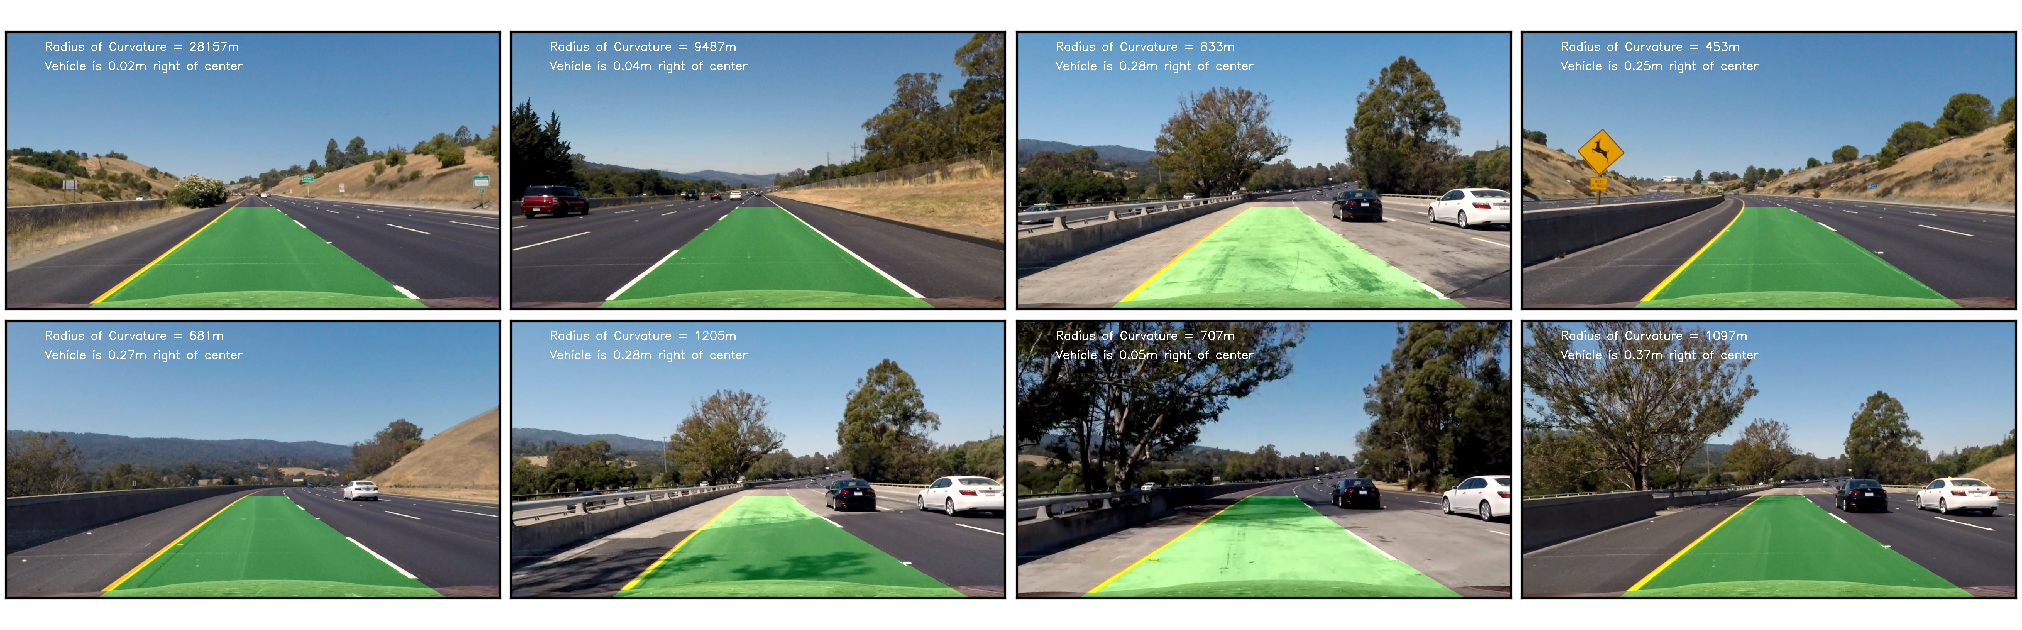 Radius of Curvature = 28157m
Vehicle is 0.02m right of center
Radius of Curvature = 9487m
Vehicle is 0.04m right of center
Radius of Curvature = 833m
Vehicle is 0.28m right of center
Radius of Curvature = 453m
Vehicle is 0.25m right of center
Radius of Curvature = 681m
Vehicle is 0.27m right of center
Radius of Curvature = 1205m
Vehicle is 0.28m right of center
Radius of Curvature = 707m
Vehicle is 0.05m right of center
Radius of Curvature = 1097m
Vehicle is 0.37m right of center